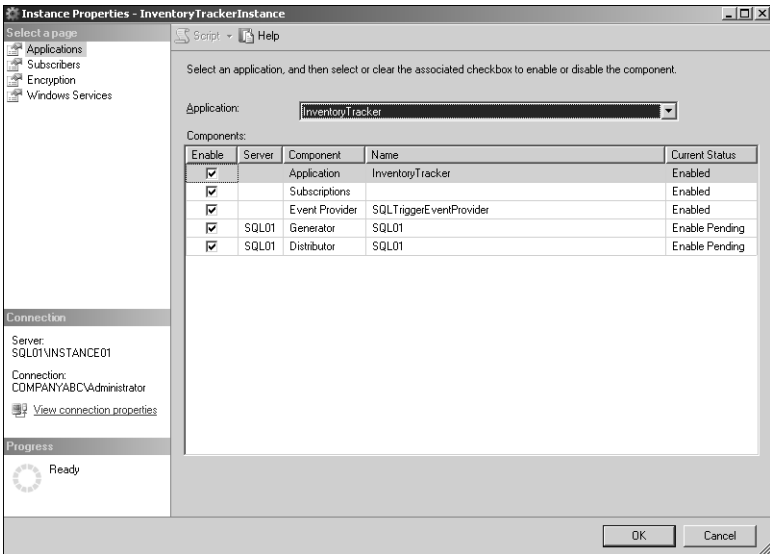 Instance Properties - InventoryTrackerInstance
Select a page
Applications
Subscribers
Encryption
Windows Services
Script Help
Select an application, and then select or clear the associated checkbox to enable or disable the component.
Application: InventoryTracker
Components:
Enable Server Component Name Current Status
Application InventoryTracker Enabled
Subscriptions Enabled
Event Provider SQLTriggerEventProvider Enabled
SQL01 Generator SQL01 Enable Pending
SQL01 Distributor SQL01 Enable Pending
Connection
Server:
SQL01\INSTANCE01
Connection:
COMPANYABC\Administrator
View connection properties
Progress
Ready
OK Cancel